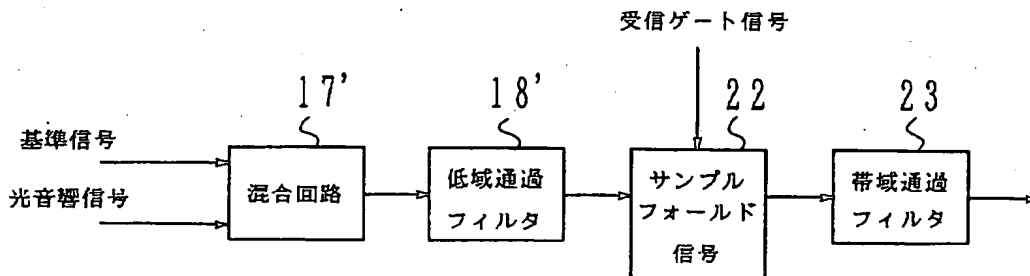 受信ゲート信号
17'
18'
22
23
基準信号
光音響信号
混合回路
低域通過
フィルタ
サンプル
フォールド
信号
帯域通過
フィルタ